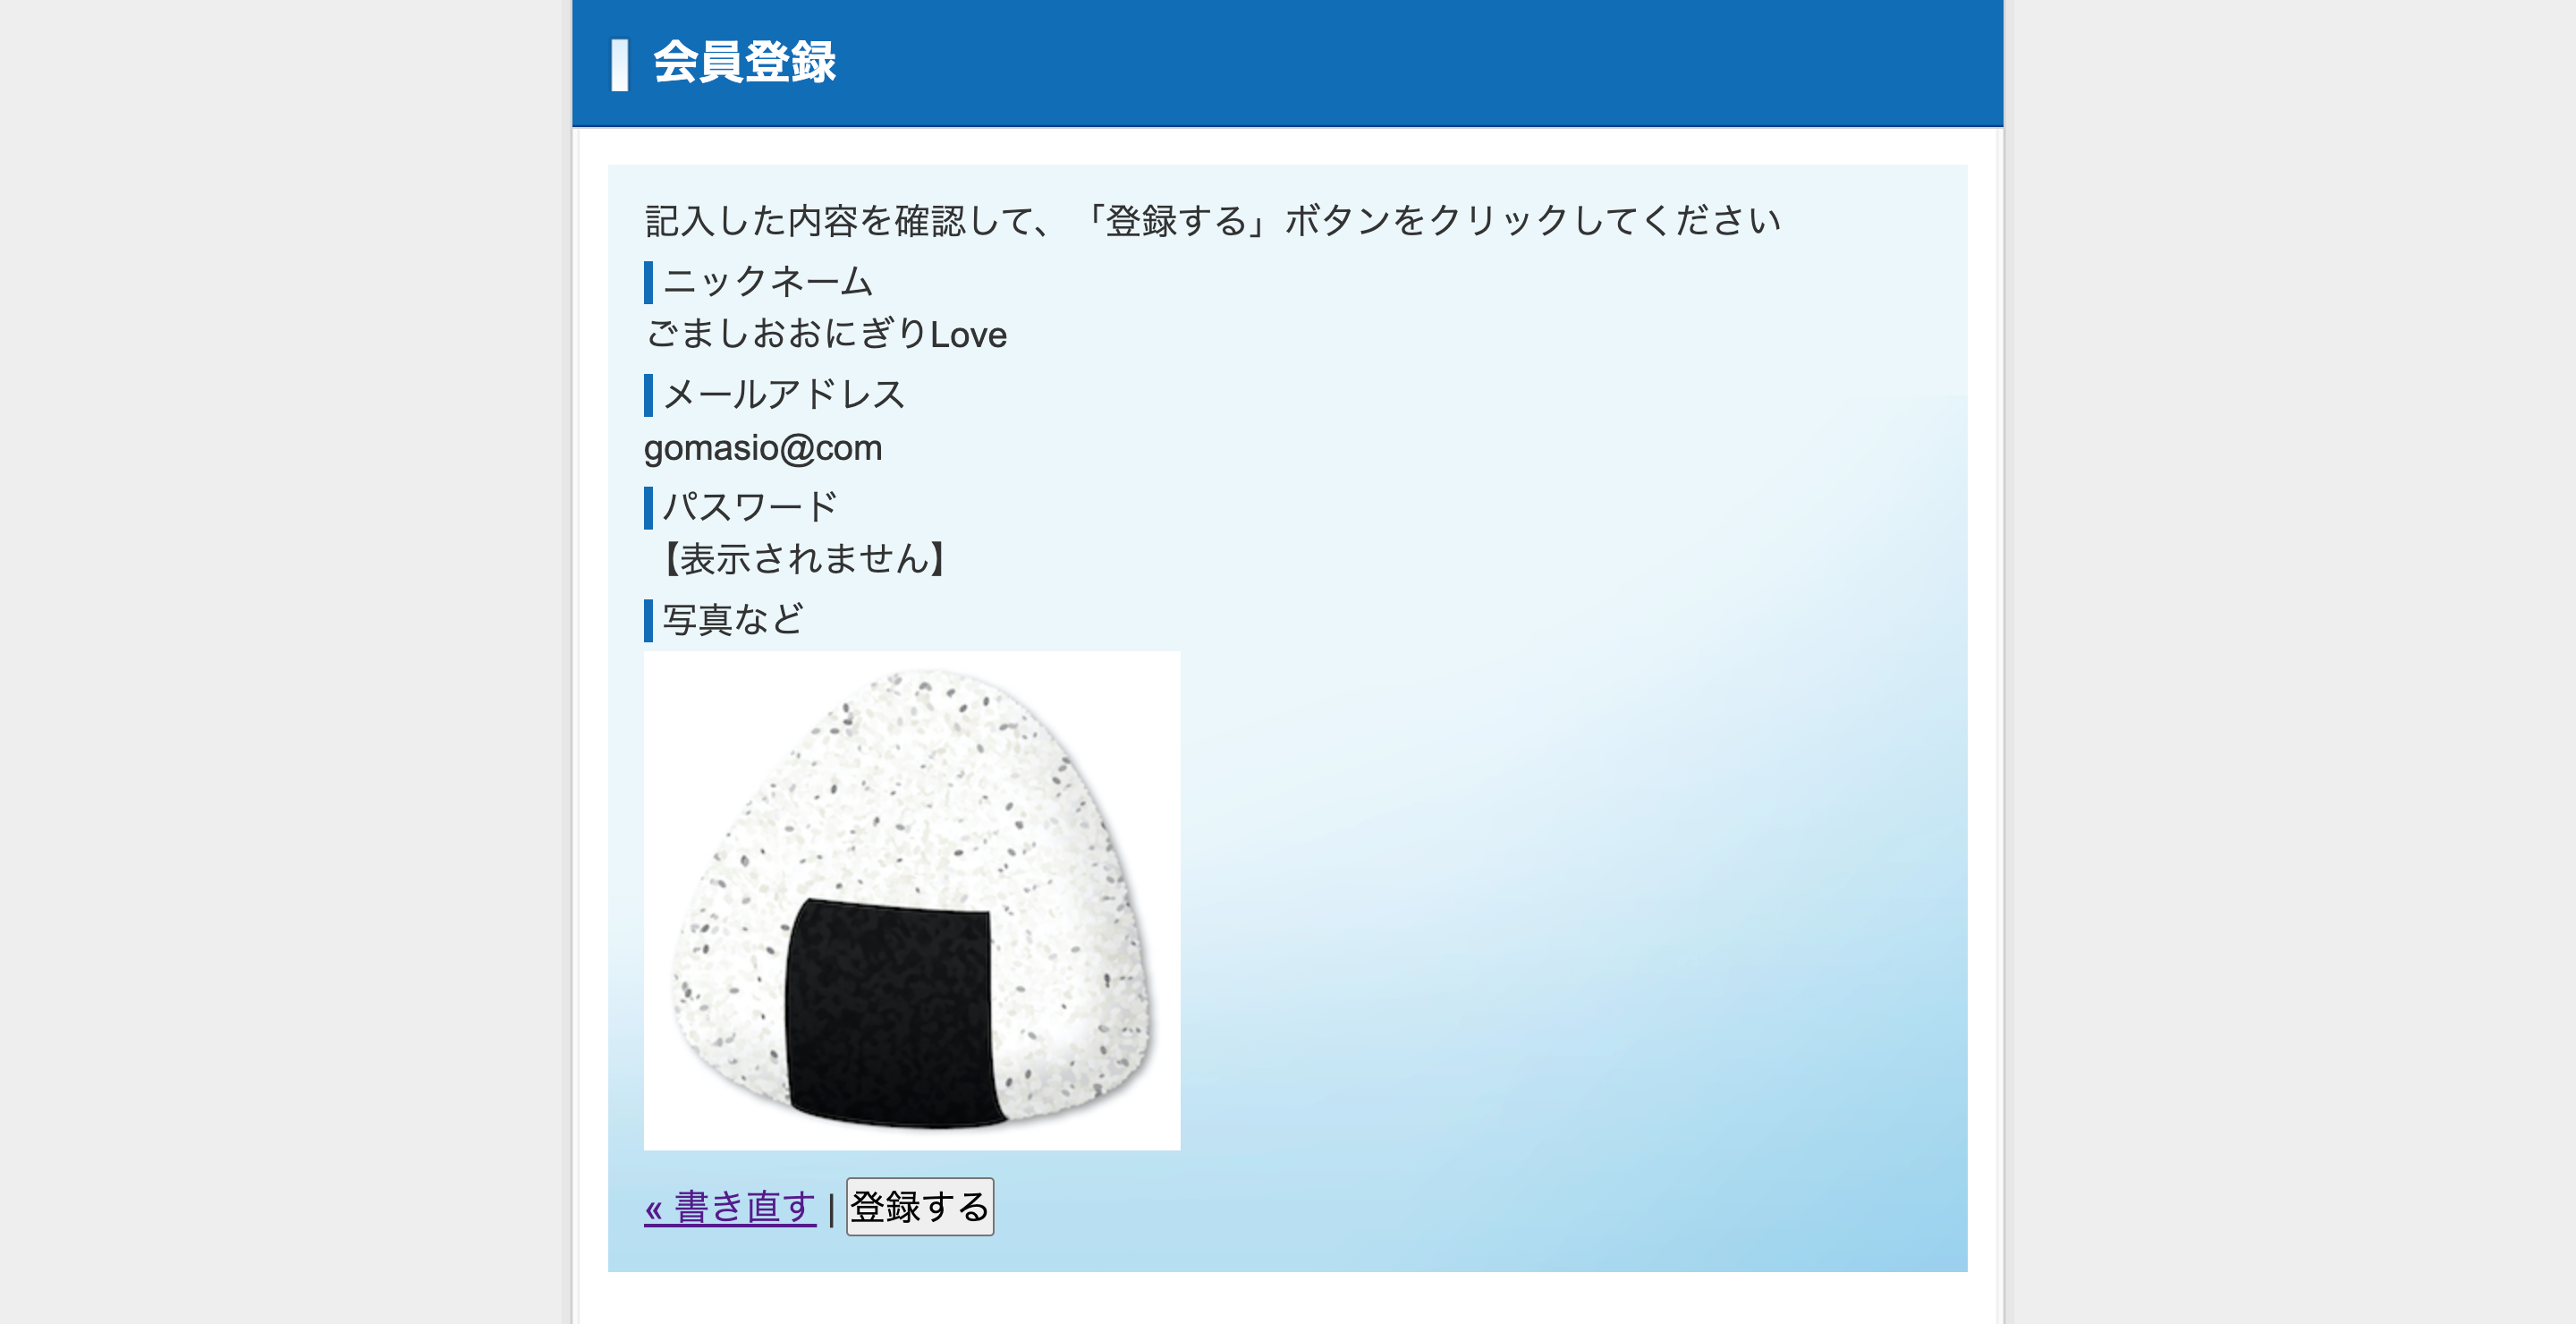 会員登録
記入した内容を確認して、「登録する」ボタンをクリックしてください
ニックネーム
ごましおおにぎりLove
メールアドレス
gomasio@com
パスワード
【表示されません】
写真など
« 書き直す | 登録する